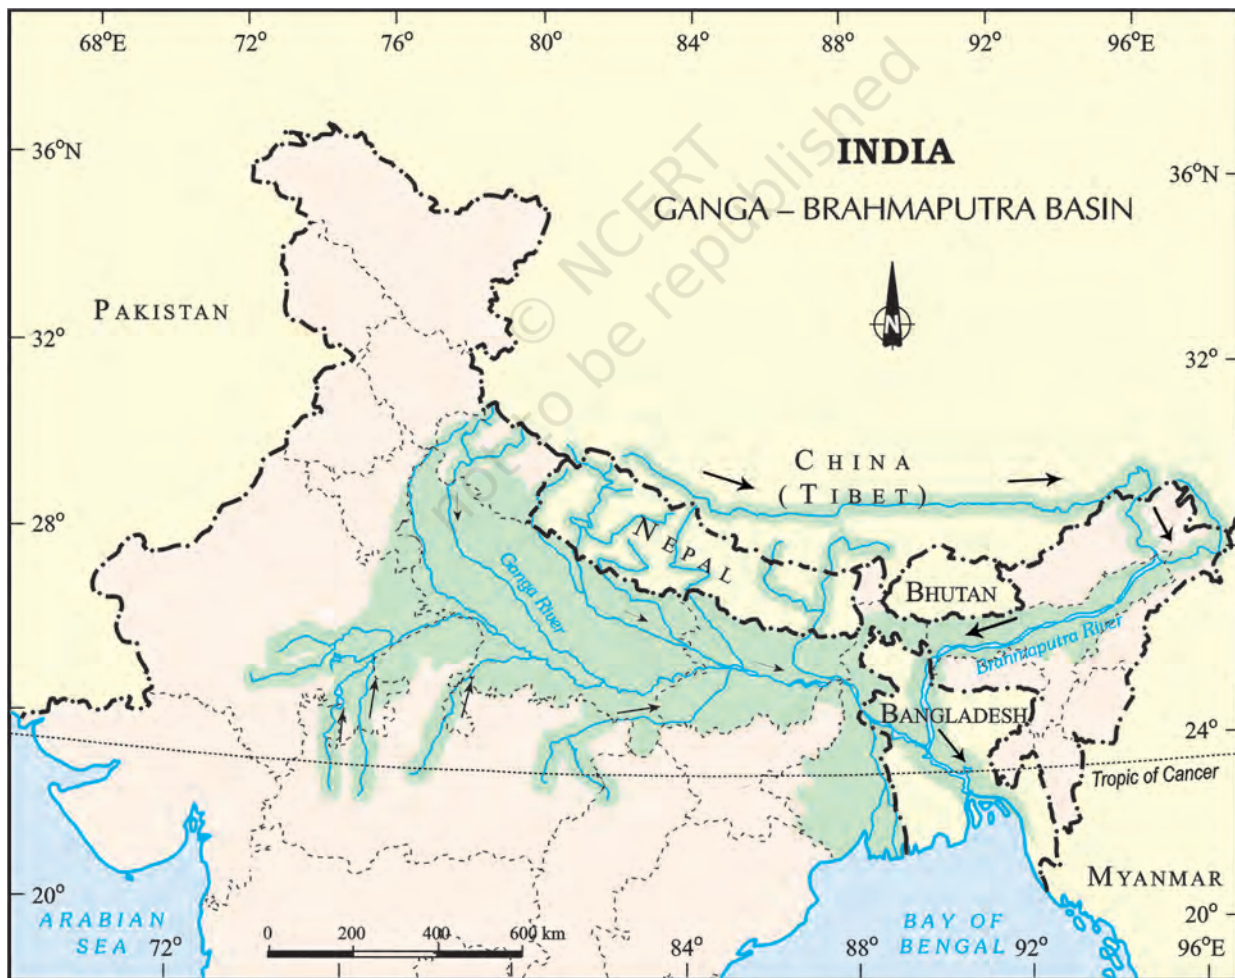 68°E 72° 76° 80° 84° 88° 92° 96°E
© NCERT
not to be republished
36°N
INDIA
36°N
GANGA – BRAHMAPUTRA BASIN
PAKISTAN
32°
32°
CHINA
(TIBET)
28°
28°
NEPAL
BHUTAN
Ganga River
Brahmaputra River
BANGLADESH
24°
Tropic of Cancer
MYANMAR
20°
20°
ARABIAN
SEA
BAY OF
BENGAL
0 200 400 600 km
72° 84° 88° 92° 96°E
N